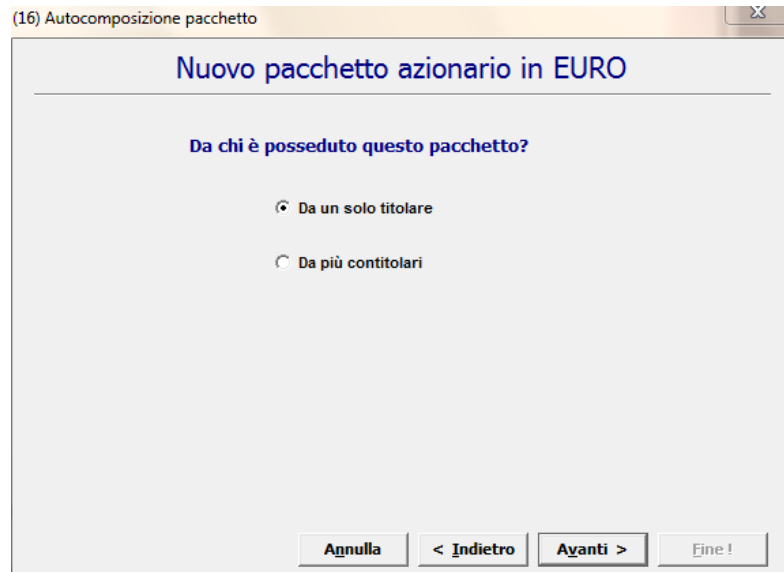 (16) Autocomposizione pacchetto
Nuovo pacchetto azionario in EURO
Da chi è posseduto questo pacchetto?
Da un solo titolare
Da più contitolari
Annulla < Indietro Avanti > Fine !